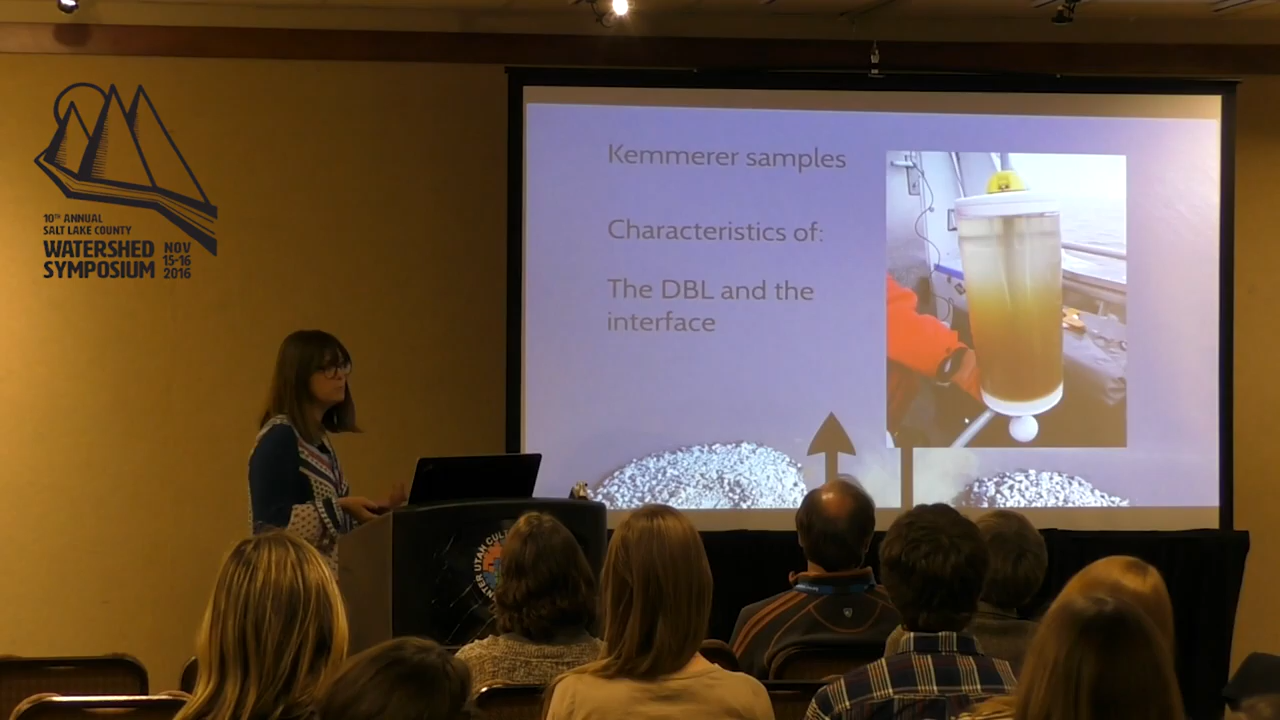 10TH ANNUAL
SALT LAKE COUNTY
WATERSHED
SYMPOSIUM
NOV
15-16
2016
Kemmerer samples
Characteristics of:
The DBL and the
interface
UTAH